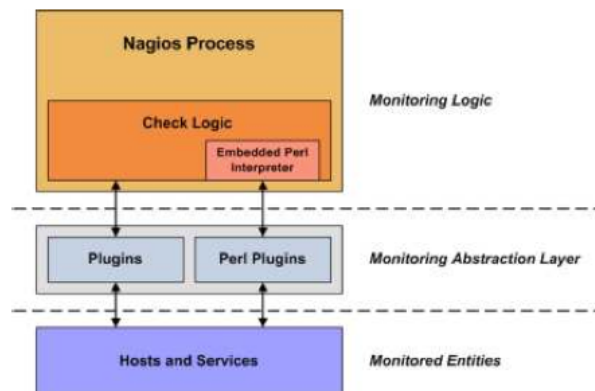 Nagios Process
Monitoring Logic
Check Logic
Embedded Perl
Interpreter
Plugins
Perl Plugins
Monitoring Abstraction Layer
Hosts and Services
Monitored Entities